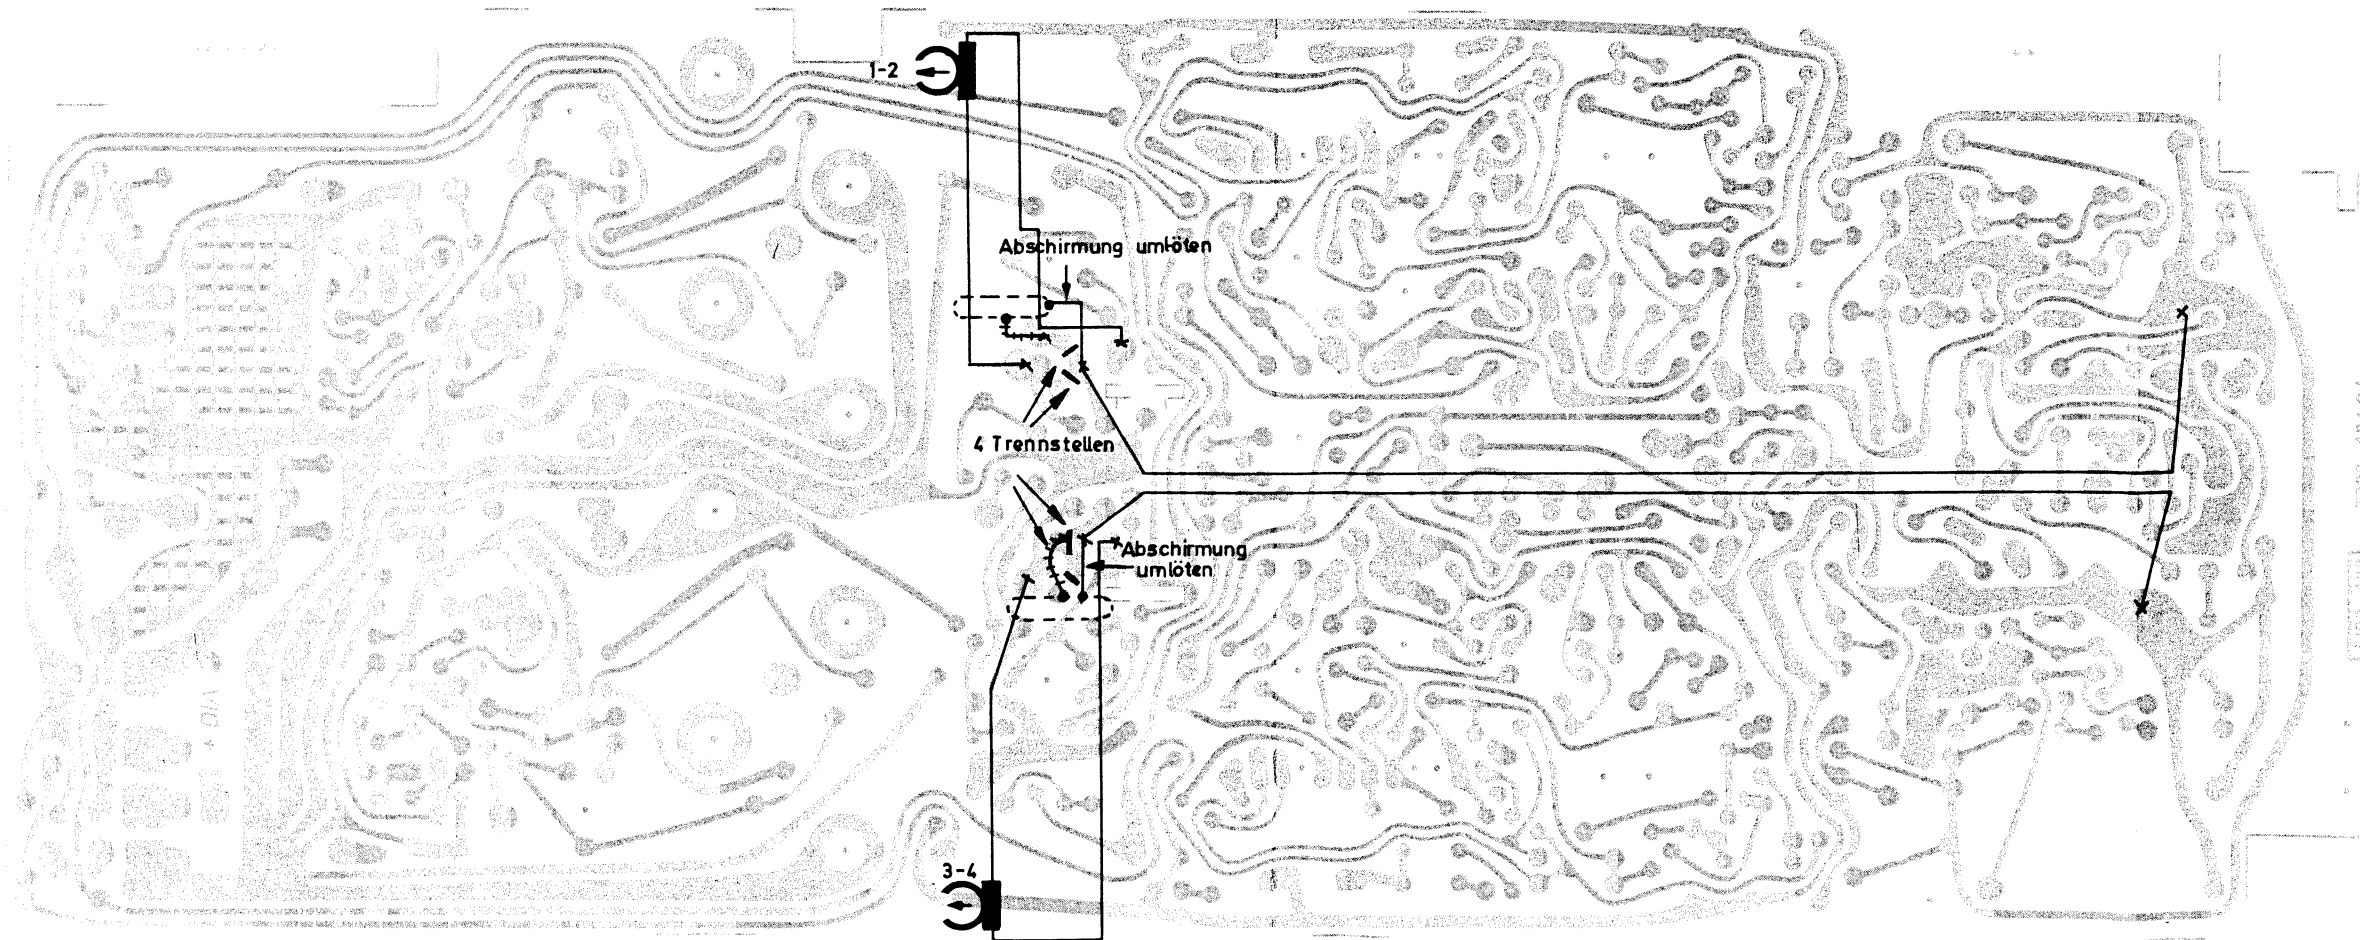 1-2
Abschirmung umlöten
4 Trennstellen
Abschirmung
umlöten
3-4